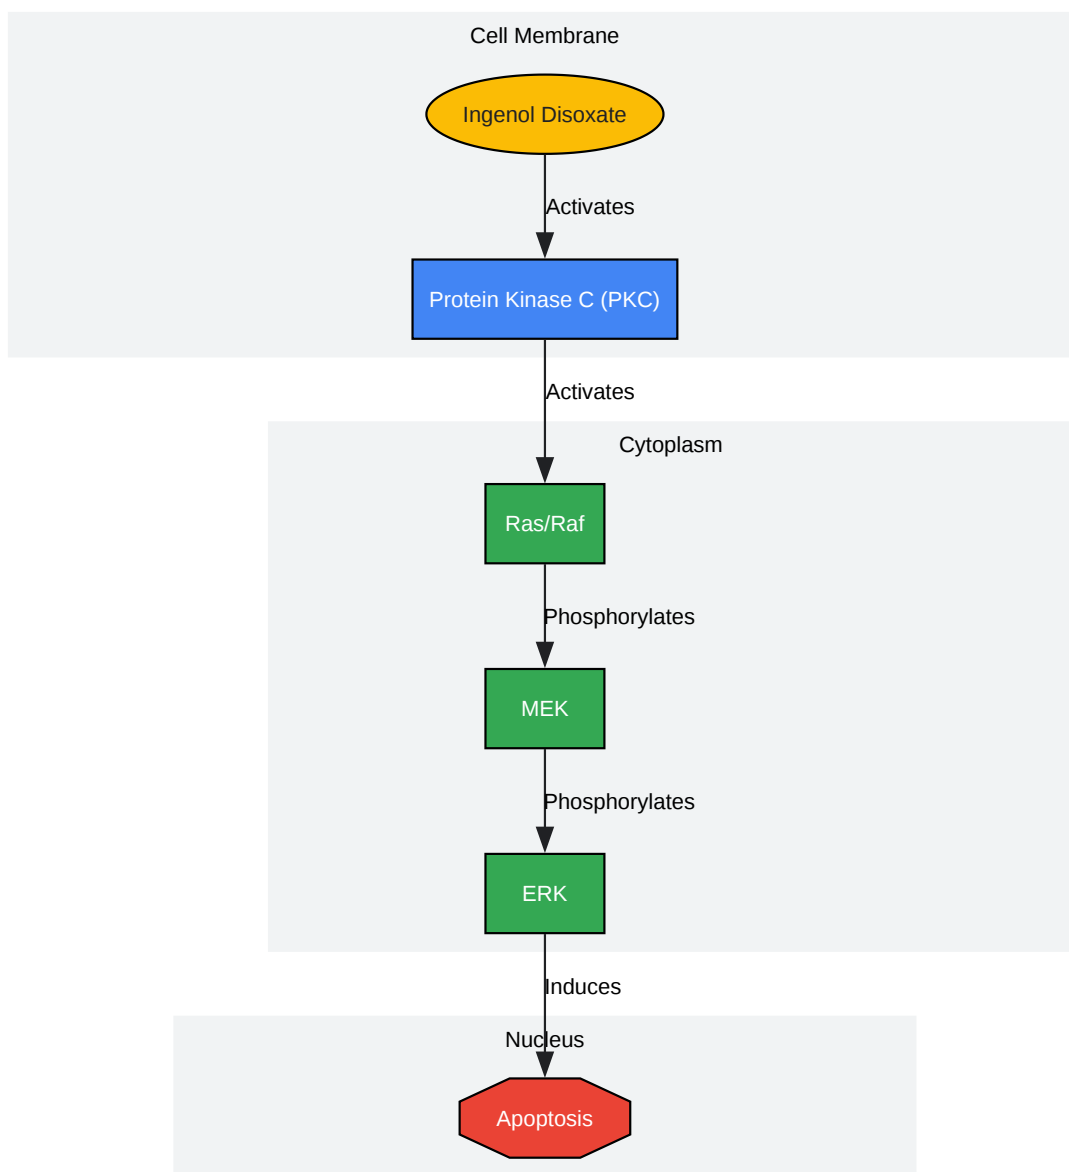 Cell Membrane
Ingenol Disoxate
Activates
Protein Kinase C (PKC)
Activates
Cytoplasm
Ras/Raf
Phosphorylates
MEK
Phosphorylates
ERK
Induces
Nucleus
Apoptosis